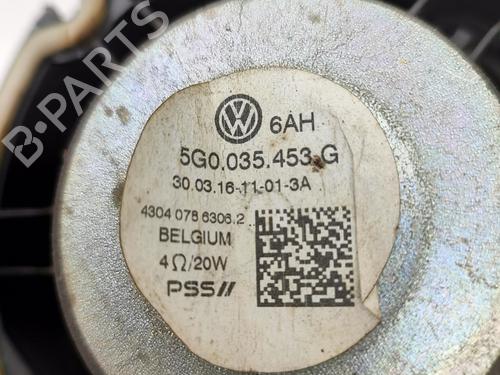 B-PARTS
6AH
5G0.035.453.G
30.03.16-11-01-3A
4304 078 6306.2
BELGIUM
4Ω/20W
PSS//